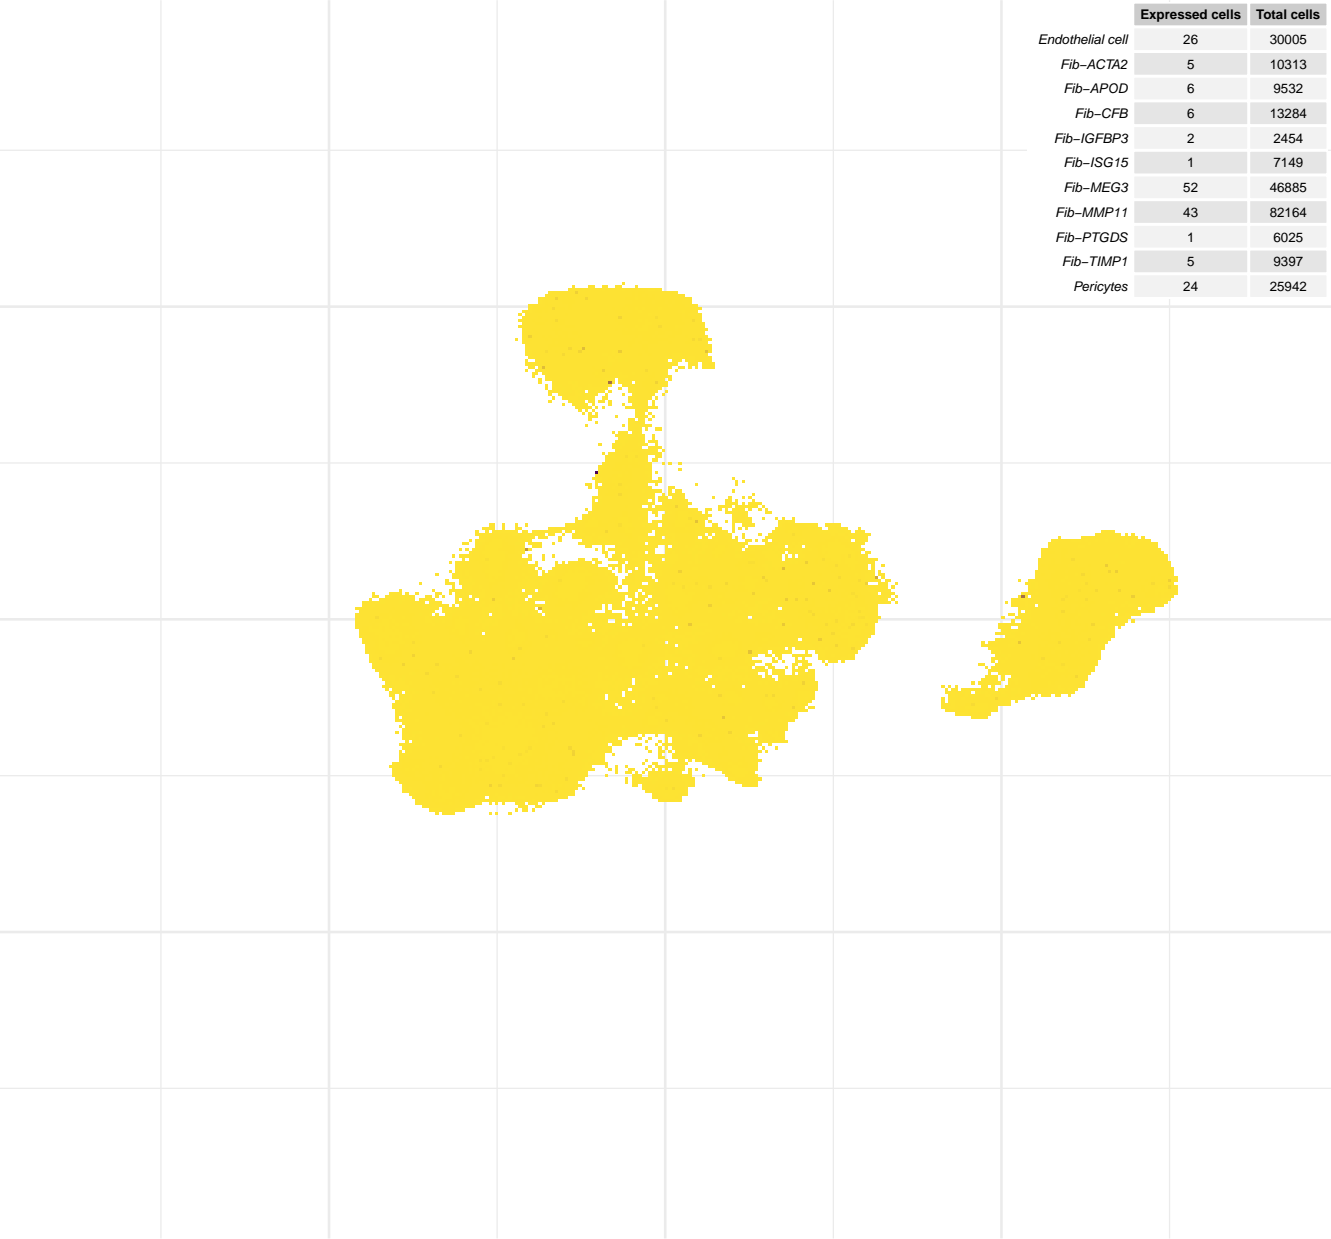 Expressed cells Total cells
Endothelial cell 26 30005
Fib−ACTA2 5 10313
Fib−APOD 6 9532
Fib−CFB 6 13284
Fib−IGFBP3 2 2454
Fib−ISG15 1 7149
Fib−MEG3 52 46885
Fib−MMP11 43 82164
Fib−PTGDS 1 6025
Fib−TIMP1 5 9397
Pericytes 24 25942